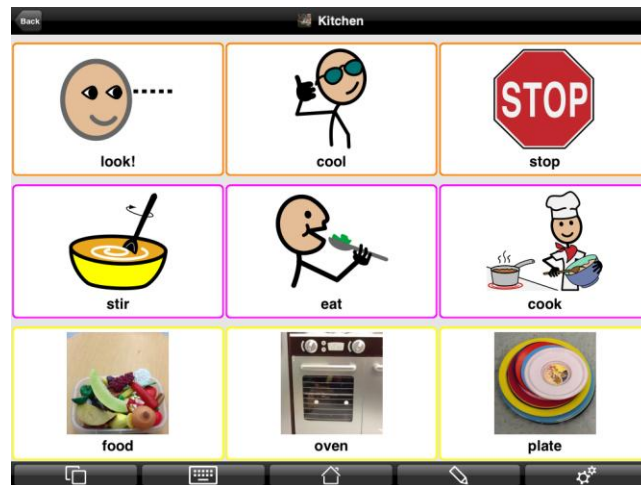 Back
Kitchen
look!
cool
stop
STOP
stir
eat
cook
food
oven
plate